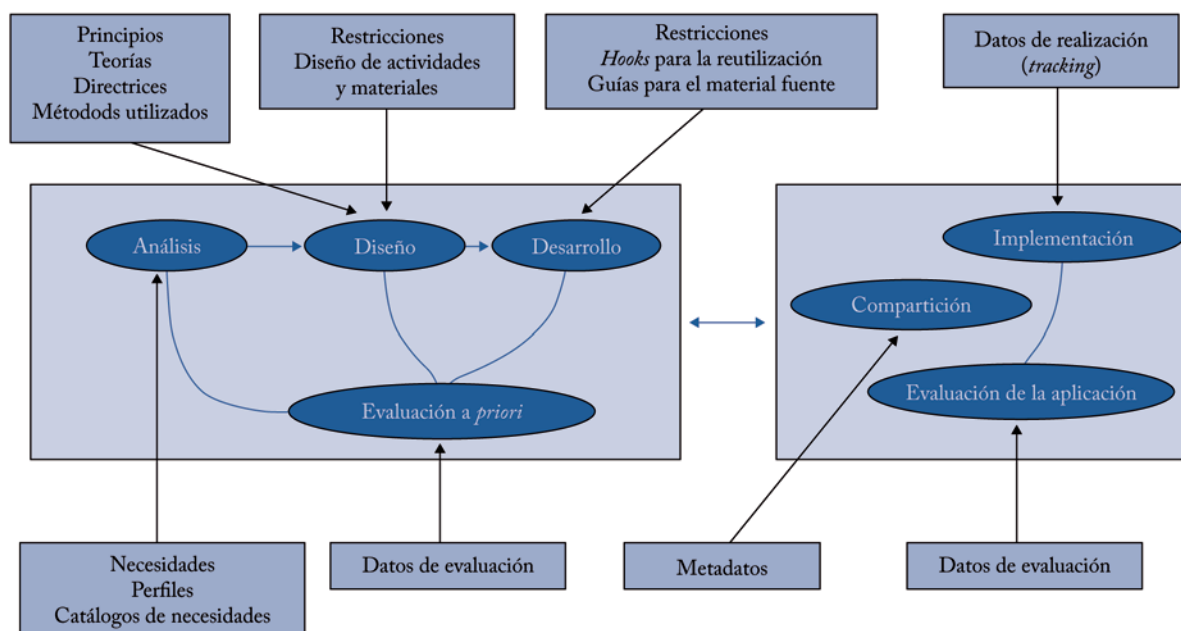 Principios
Teorías
Directrices
Métodods utilizados
Restricciones
Diseño de actividades
y materiales
Restricciones
Hooks para la reutilización
Guías para el material fuente
Datos de realización
(tracking)
Análisis
Diseño
Desarrollo
Implementación
Compartición
Evaluación a priori
Evaluación de la aplicación
Necesidades
Perfiles
Catálogos de necesidades
Datos de evaluación
Metadatos
Datos de evaluación